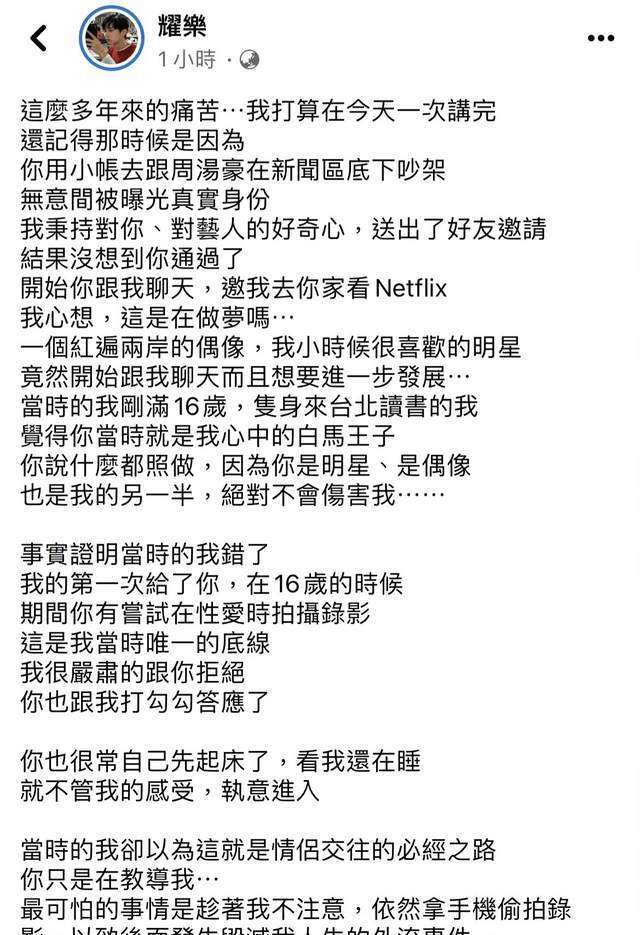 耀樂
1 小時
這麼多年來的痛苦…我打算在今天一次講完
還記得那時候是因為
你用小帳去跟周湯豪在新聞區底下吵架
無意間被曝光真實身份
我秉持對你、對藝人的好奇心，送出了好友邀請
結果沒想到你通過了
開始你跟我聊天，邀我去你家看 Netflix
我心想，這是在做夢嗎…
一個紅遍兩岸的偶像，我小時候很喜歡的明星
竟然開始跟我聊天而且想要進一步發展…
當時的我剛滿 16 歲，隻身來台北讀書的我
覺得你當時就是我心中的白馬王子
你說什麼都照做，因為你是明星、是偶像
也是我的另一半，絕對不會傷害我……
事實證明當時的我錯了
我的第一次給了你，在 16 歲的時候
期間你有嘗試在性愛時拍攝錄影
這是我當時唯一的底線
我很嚴肅的跟你拒絕
你也跟我打勾勾答應了
你也很常自己先起床了，看我還在睡
就不管我的感受，執意進入
當時的我卻以為這就是情侶交往的必經之路
你只是在教導我…
最可怕的事情是趁著我不注意，依然拿手機偷拍錄